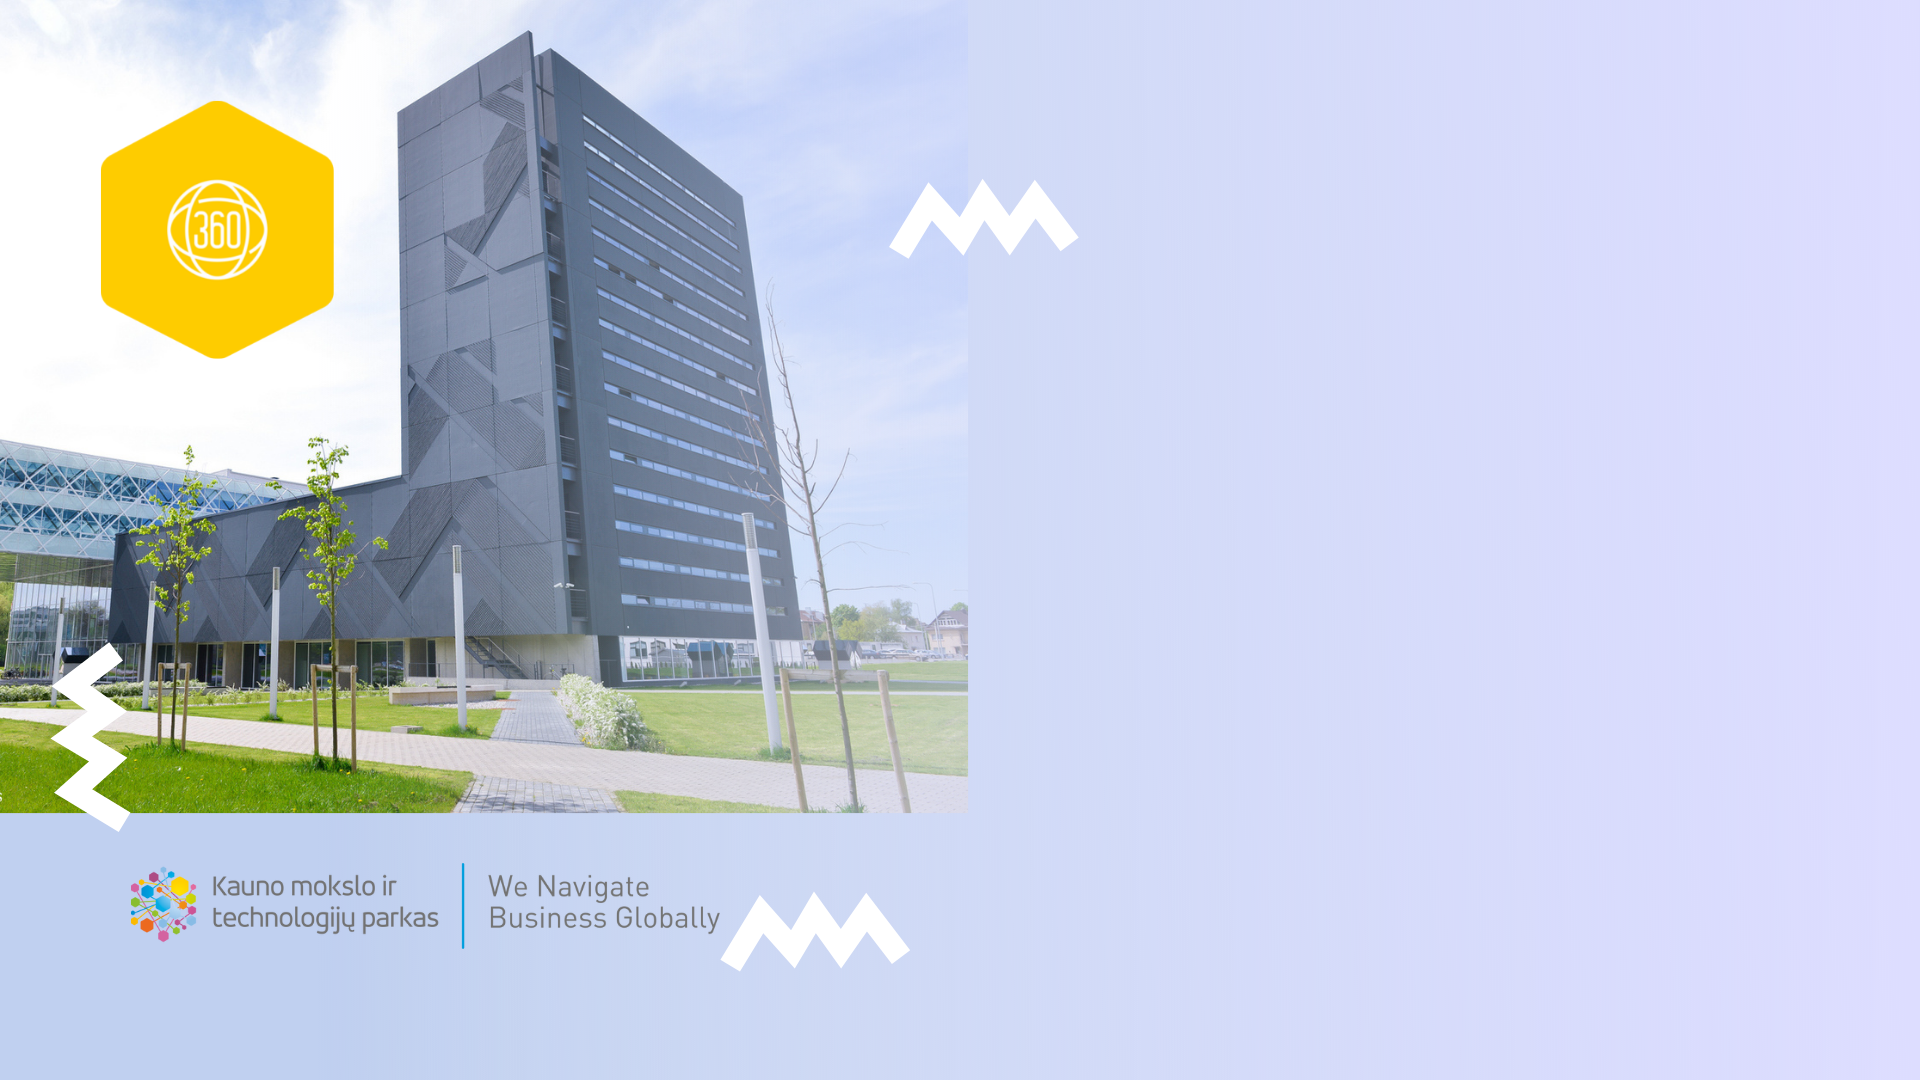 360
Kauno mokslo ir
technologijų parkas
We Navigate
Business Globally